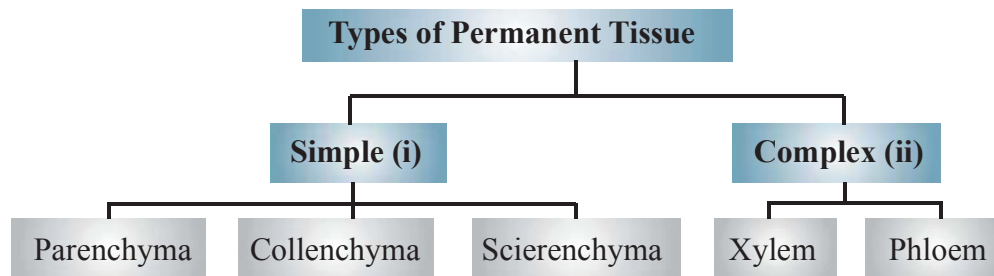 Types of Permanent Tissue
Simple (i)
Complex (ii)
Parenchyma
Collenchyma
Scierenchyma
Xylem
Phloem